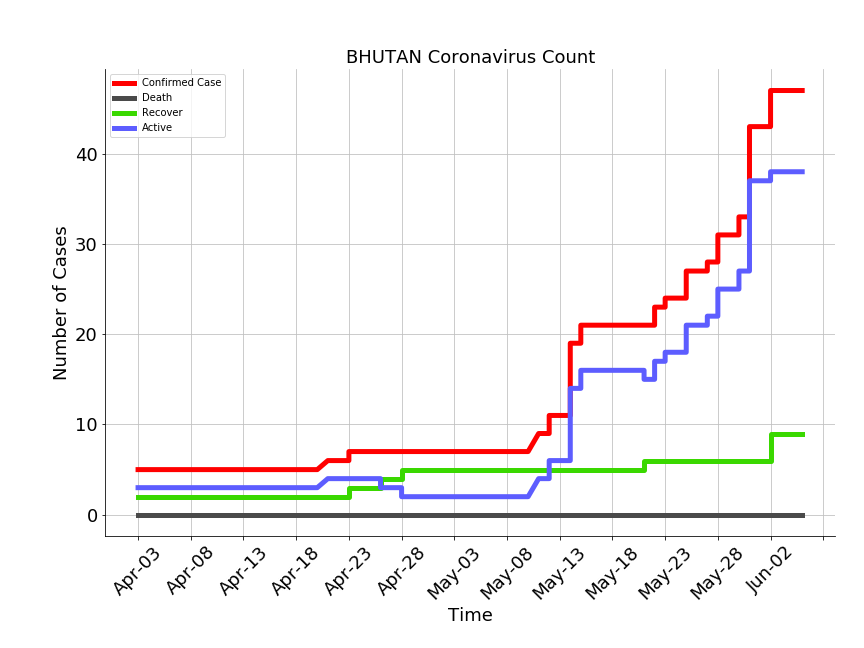 BHUTAN Coronavirus Count
Confirmed Case
Death
Recover
Active
Number of Cases
40
30
20
10
0
Apr-03
Apr-08
Apr-13
Apr-18
Apr-23
Apr-28
May-03
May-08
May-13
May-18
May-23
May-28
Jun-02
Time